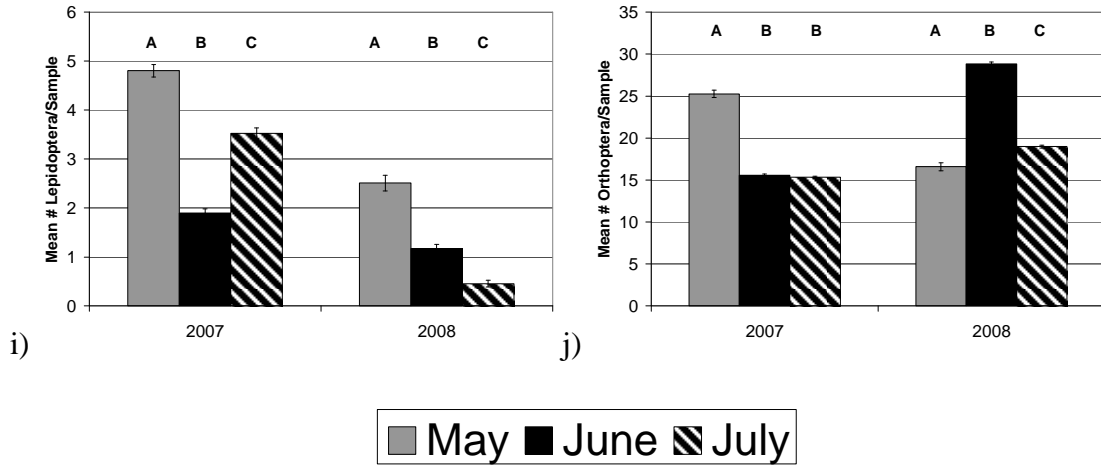 Mean # Lepidoptera/Sample
6
5
4
3
2
1
0
A B C A B C
2007 2008
i)
Mean # Orthoptera/Sample
35
30
25
20
15
10
5
0
A B B A B C
2007 2008
j)
May June July